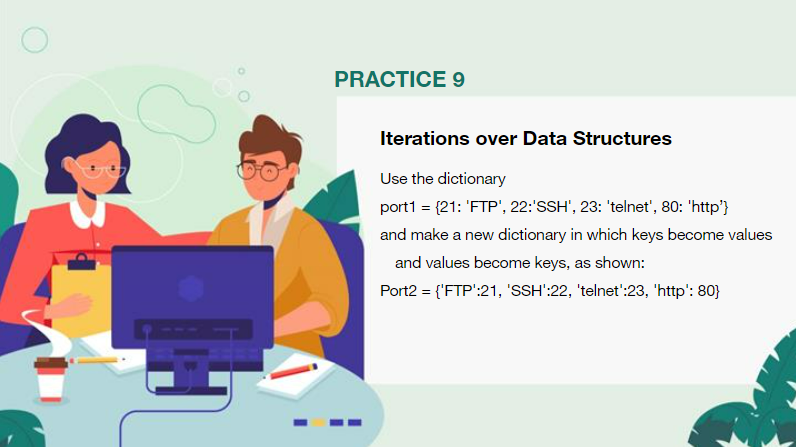 PRACTICE 9
Iterations over Data Structures
Use the dictionary
port1 = {21: 'FTP', 22:'SSH', 23: 'telnet', 80: 'http’}
and make a new dictionary in which keys become values
and values become keys, as shown:
Port2 = {'FTP':21, 'SSH':22, 'telnet':23, 'http': 80}